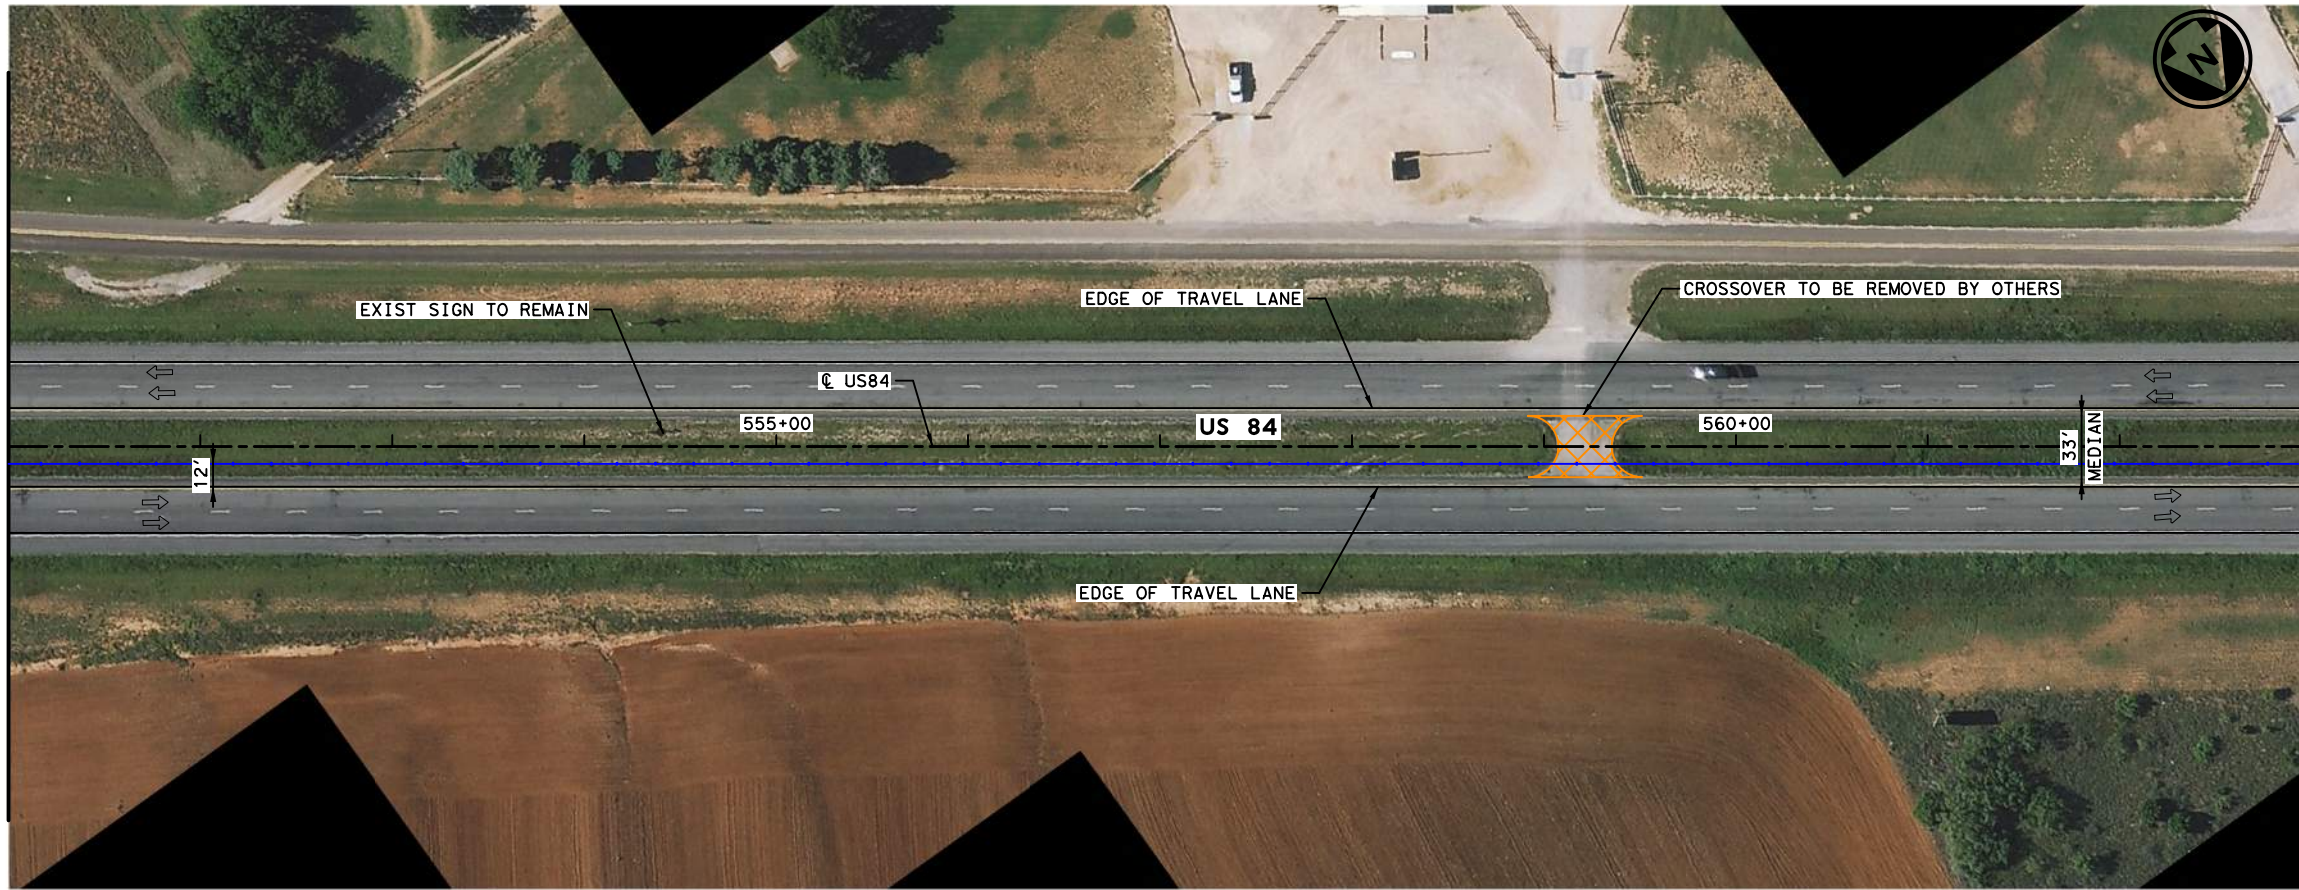 N
EXIST SIGN TO REMAIN
EDGE OF TRAVEL LANE
CROSSOVER TO BE REMOVED BY OTHERS
℄ US84
555+00
US 84
560+00
12'
33'
MEDIAN
EDGE OF TRAVEL LANE